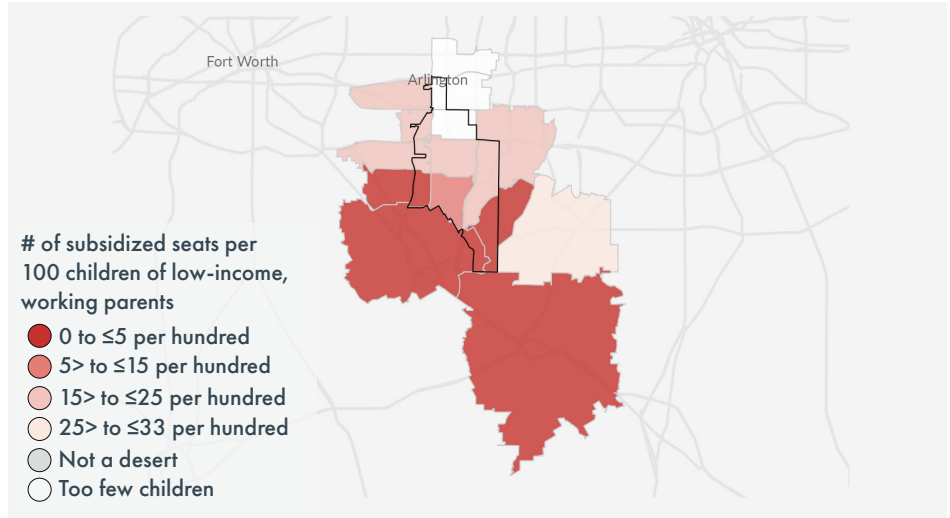 Fort Worth
Arlington
# of subsidized seats per
100 children of low-income,
working parents
0 to ≤5 per hundred
5> to ≤15 per hundred
15> to ≤25 per hundred
25> to ≤33 per hundred
Not a desert
Too few children